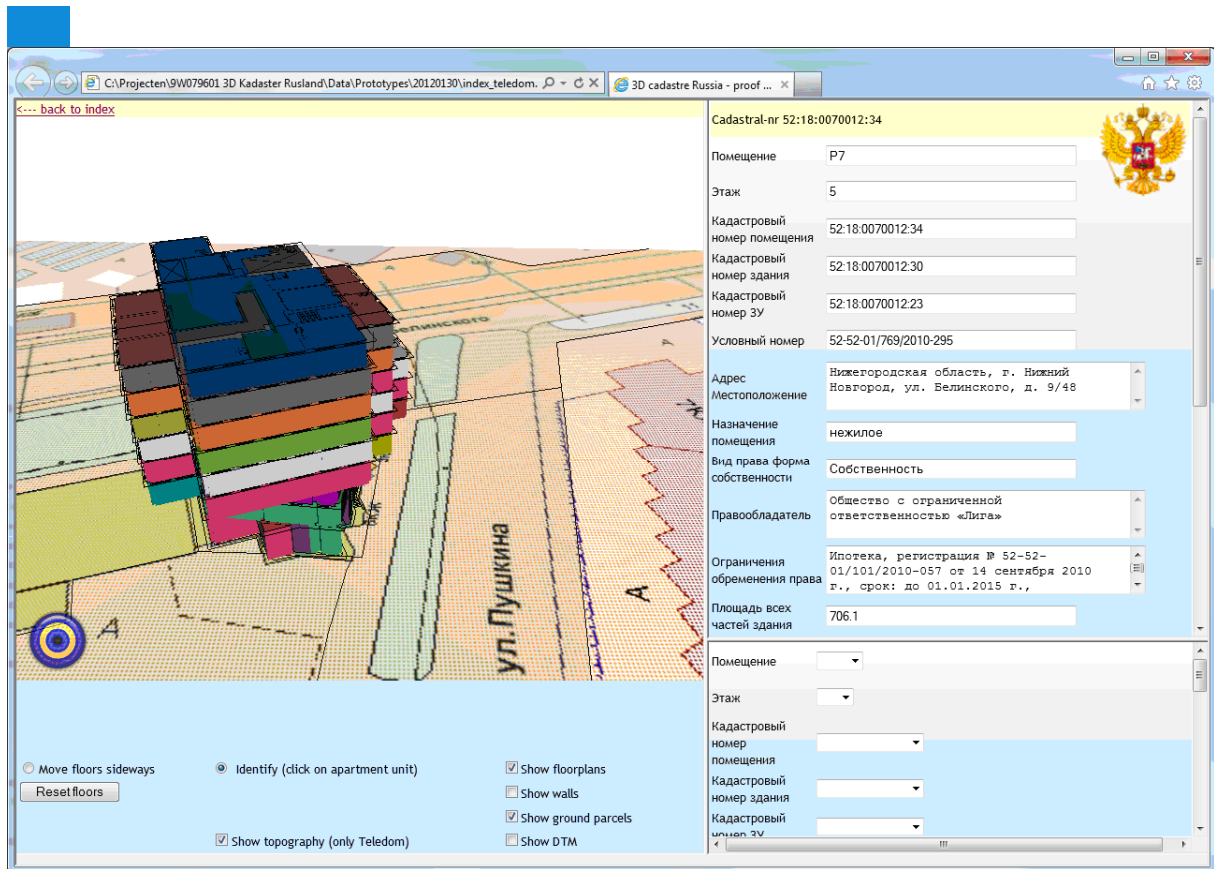 C:\Projecten\9W079601 3D Kadaster Rusland\Data\Prototypes\20120130\index_teledom.
3D cadastre Russia - proof ...
<--- back to index
Cadastral-nr 52:18:0070012:34
Помещение
P7
Этаж
5
Кадастровый
номер помещения
52:18:0070012:34
Кадастровый
номер здания
52:18:0070012:30
Кадастровый
номер ЗУ
52:18:0070012:23
Условный номер
52-52-01/769/2010-295
Адрес
Местоположение
Нижегородская область, г. Нижний
Новгород, ул. Белинского, д. 9/48
Назначение
помещения
нежилое
Вид права форма
собственности
Собственность
Правообладатель
Общество с ограниченной
ответственностью «Лига»
Ограничения
обременения права
Ипотека, регистрация № 52-52-
01/101/2010-057 от 14 сентября 2010
г., срок: до 01.01.2015 г.,
Площадь всех
частей здания
706.1
Помещение
Этаж
Кадастровый
номер
помещения
Кадастровый
номер здания
Кадастровый
номер ЗУ
ул.Пушкина
А
А
Move floors sideways
Identify (click on apartment unit)
Show floorplans
Reset floors
Show walls
Show ground parcels
Show topography (only Teledom)
Show DTM